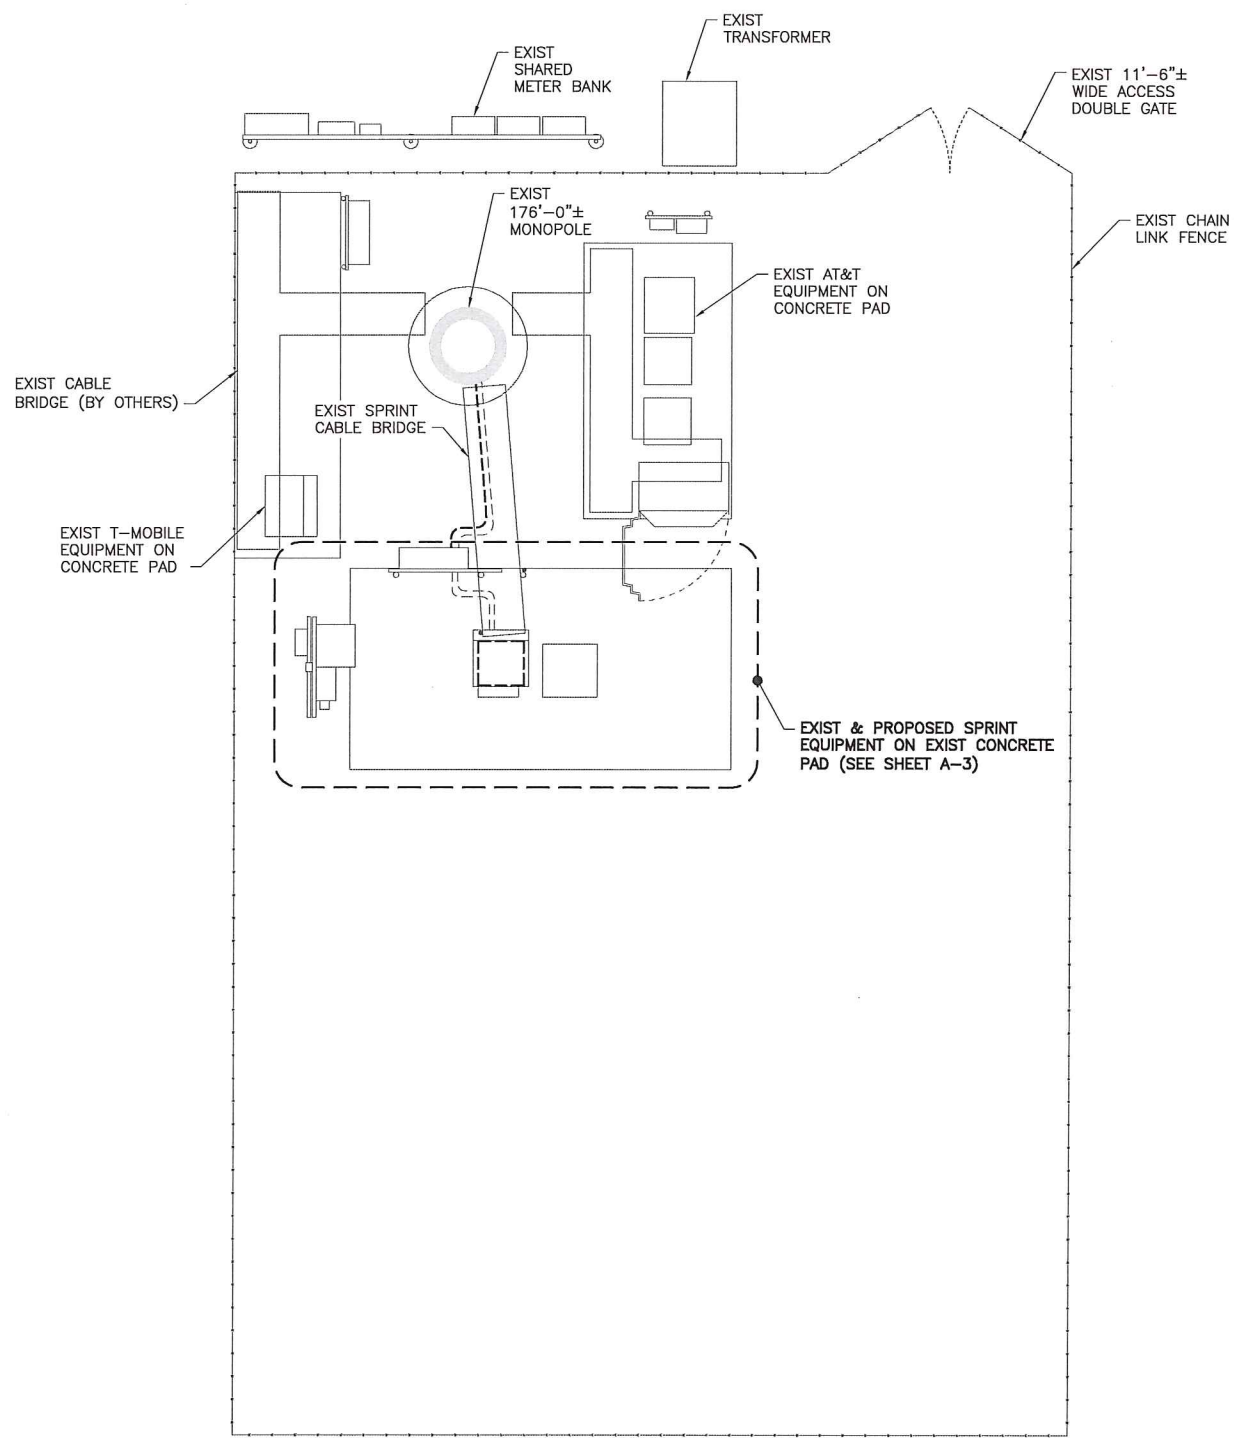 EXIST
TRANSFORMER
EXIST
SHARED
METER BANK
EXIST 11'-6"±
WIDE ACCESS
DOUBLE GATE
EXIST
176'-0"±
MONOPOLE
EXIST CHAIN
LINK FENCE
EXIST AT&T
EQUIPMENT ON
CONCRETE PAD
EXIST CABLE
BRIDGE (BY OTHERS)
EXIST SPRINT
CABLE BRIDGE
EXIST T-MOBILE
EQUIPMENT ON
CONCRETE PAD
EXIST & PROPOSED SPRINT
EQUIPMENT ON EXIST CONCRETE
PAD (SEE SHEET A-3)